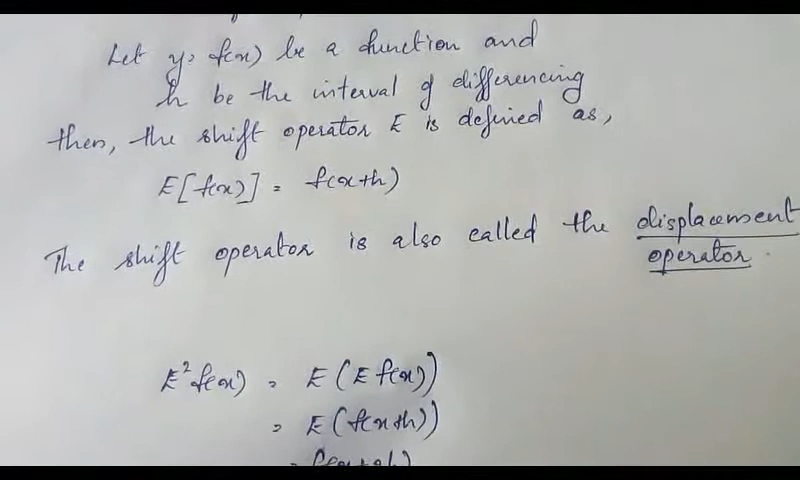 Let y = f(x) be a function and
h be the interval of differencing
then, the shift operator E is defined as,
E[f(x)] = f(x+h)
The shift operator is also called the displacement
operator.
E²f(x) = E(E f(x))
= E(f(x+h))